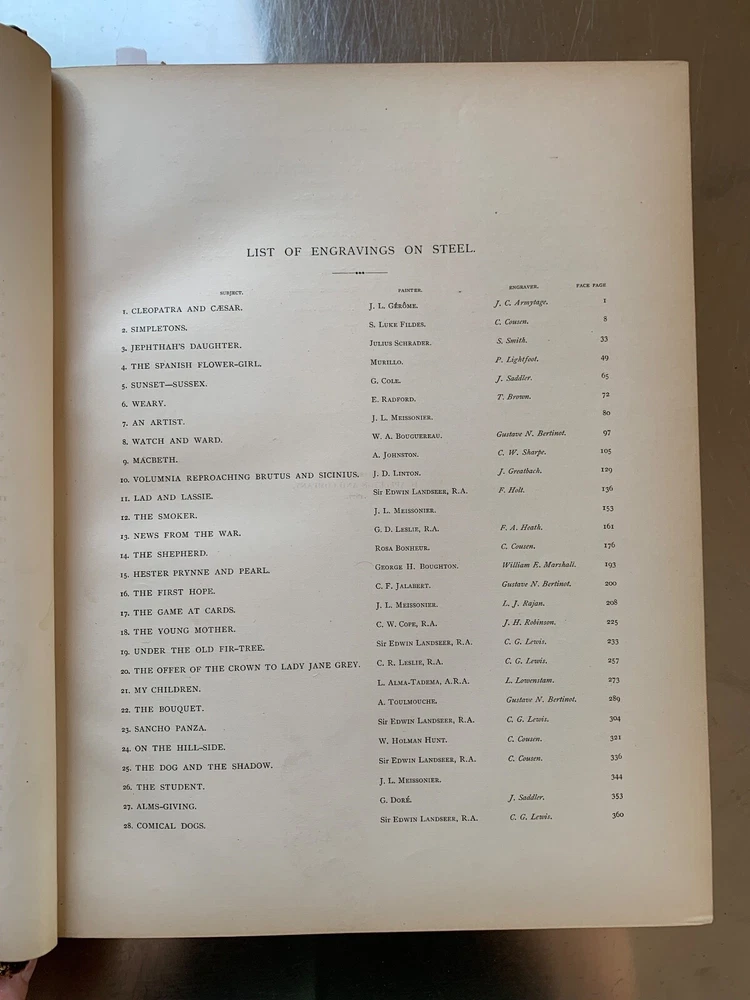 LIST OF ENGRAVINGS ON STEEL.
SUBJECT. PAINTER. ENGRAVER. FACE PAGE
1. CLEOPATRA AND CÆSAR. J. L. GÉRÔME. J. C. Armytage. 1
2. SIMPLETONS. S. LUKE FILDES. C. Cousen. 8
3. JEPHTHAH'S DAUGHTER. JULIUS SCHRADER. S. Smith. 33
4. THE SPANISH FLOWER-GIRL. MURILLO. P. Lightfoot. 49
5. SUNSET—SUSSEX. G. COLE. J. Saddler. 65
6. WEARY. E. RADFORD. T. Brown. 72
7. AN ARTIST. J. L. MEISSONIER. 80
8. WATCH AND WARD. W. A. BOUGUEREAU. Gustave N. Bertinot. 97
9. MACBETH. A. JOHNSTON. C. W. Sharpe. 105
10. VOLUMNIA REPROACHING BRUTUS AND SICINIUS. J. D. LINTON. J. Greatbach. 129
11. LAD AND LASSIE. Sir EDWIN LANDSEER, R.A. F. Holt. 136
12. THE SMOKER. J. L. MEISSONIER. 153
13. NEWS FROM THE WAR. G. D. LESLIE, R.A. F. A. Heath. 161
14. THE SHEPHERD. ROSA BONHEUR. C. Cousen. 176
15. HESTER PRYNNE AND PEARL. GEORGE H. BOUGHTON. William E. Marshall. 193
16. THE FIRST HOPE. C. F. JALABERT. Gustave N. Bertinot. 200
17. THE GAME AT CARDS. J. L. MEISSONIER. L. J. Rajan. 208
18. THE YOUNG MOTHER. C. W. COPE, R.A. J. H. Robinson. 225
19. UNDER THE OLD FIR-TREE. Sir EDWIN LANDSEER, R.A. C. G. Lewis. 233
20. THE OFFER OF THE CROWN TO LADY JANE GREY. C. R. LESLIE, R.A. C. G. Lewis. 257
21. MY CHILDREN. L. ALMA-TADEMA, A.R.A. L. Lowenstam. 273
22. THE BOUQUET. A. TOULMOUCHE. Gustave N. Bertinot. 289
23. SANCHO PANZA. Sir EDWIN LANDSEER, R.A. C. G. Lewis. 304
24. ON THE HILL-SIDE. W. HOLMAN HUNT. C. Cousen. 321
25. THE DOG AND THE SHADOW. Sir EDWIN LANDSEER, R.A. C. Cousen. 336
26. THE STUDENT. J. L. MEISSONIER. 344
27. ALMS-GIVING. G. DORÉ. J. Saddler. 353
28. COMICAL DOGS. Sir EDWIN LANDSEER, R.A. C. G. Lewis. 360